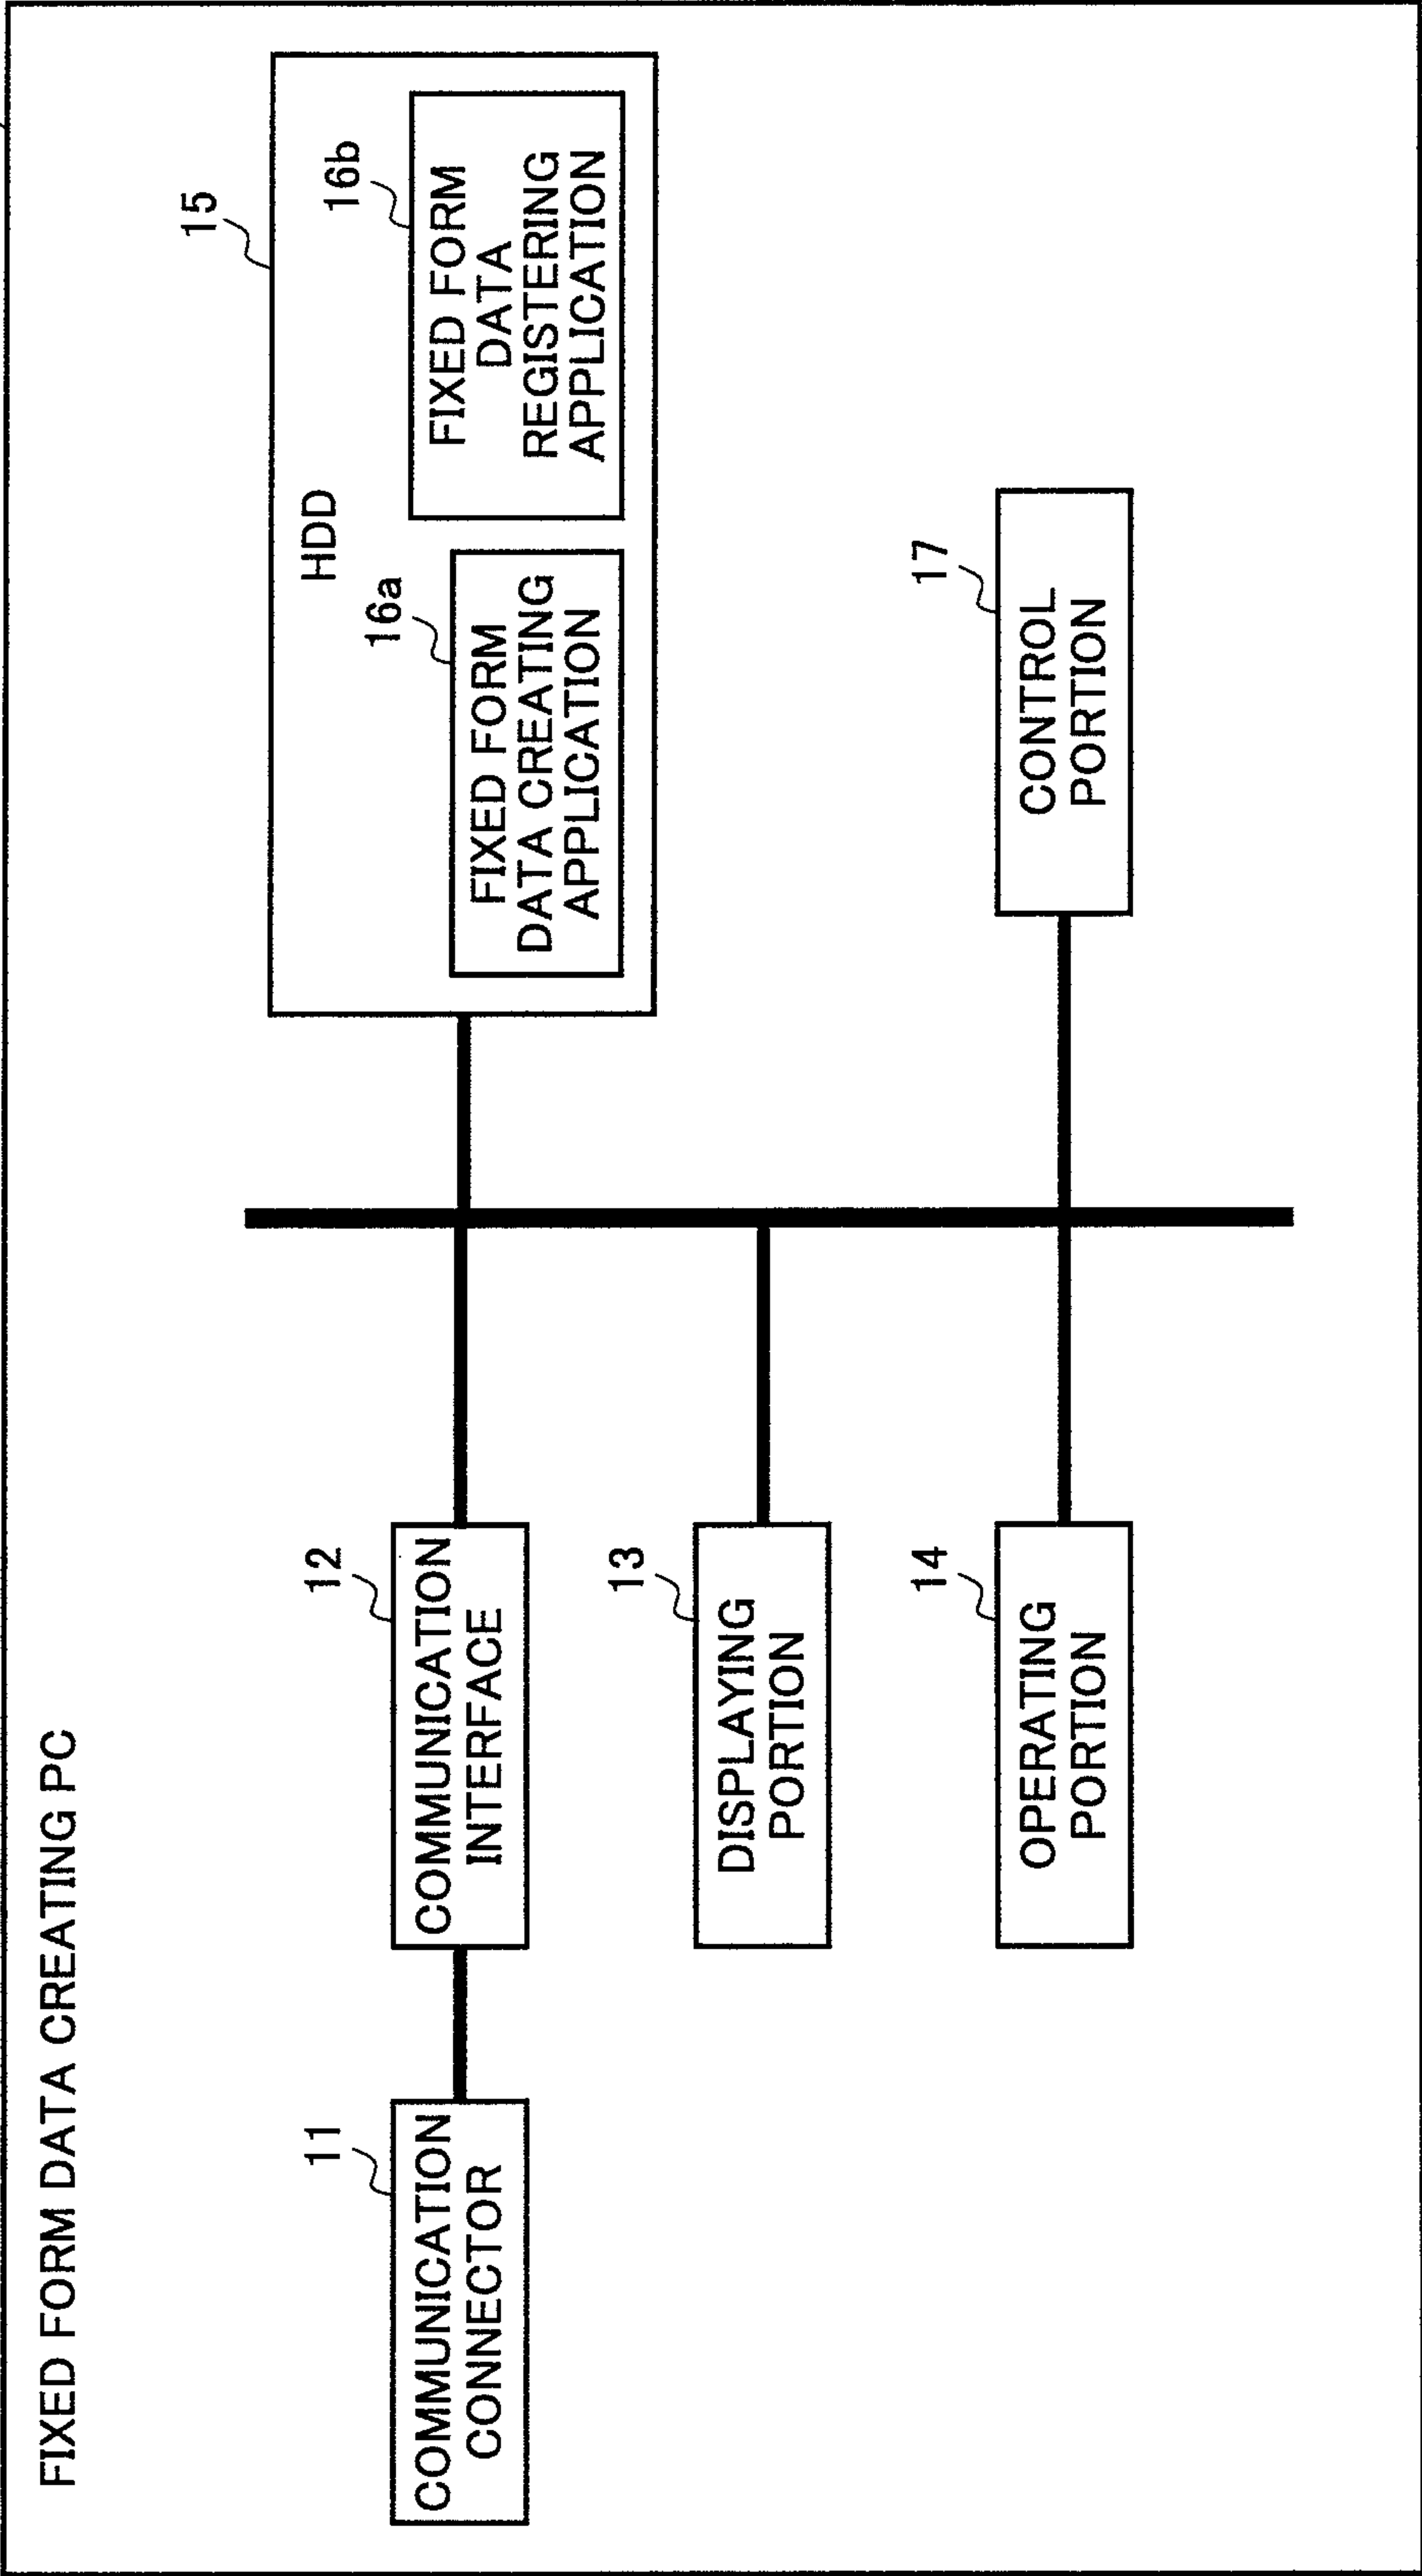 FIXED FORM DATA CREATING PC
11
COMMUNICATION
CONNECTOR
12
COMMUNICATION
INTERFACE
13
DISPLAYING
PORTION
14
OPERATING
PORTION
15
HDD
16a
FIXED FORM
DATA CREATING
APPLICATION
16b
FIXED FORM
DATA
REGISTERING
APPLICATION
17
CONTROL
PORTION